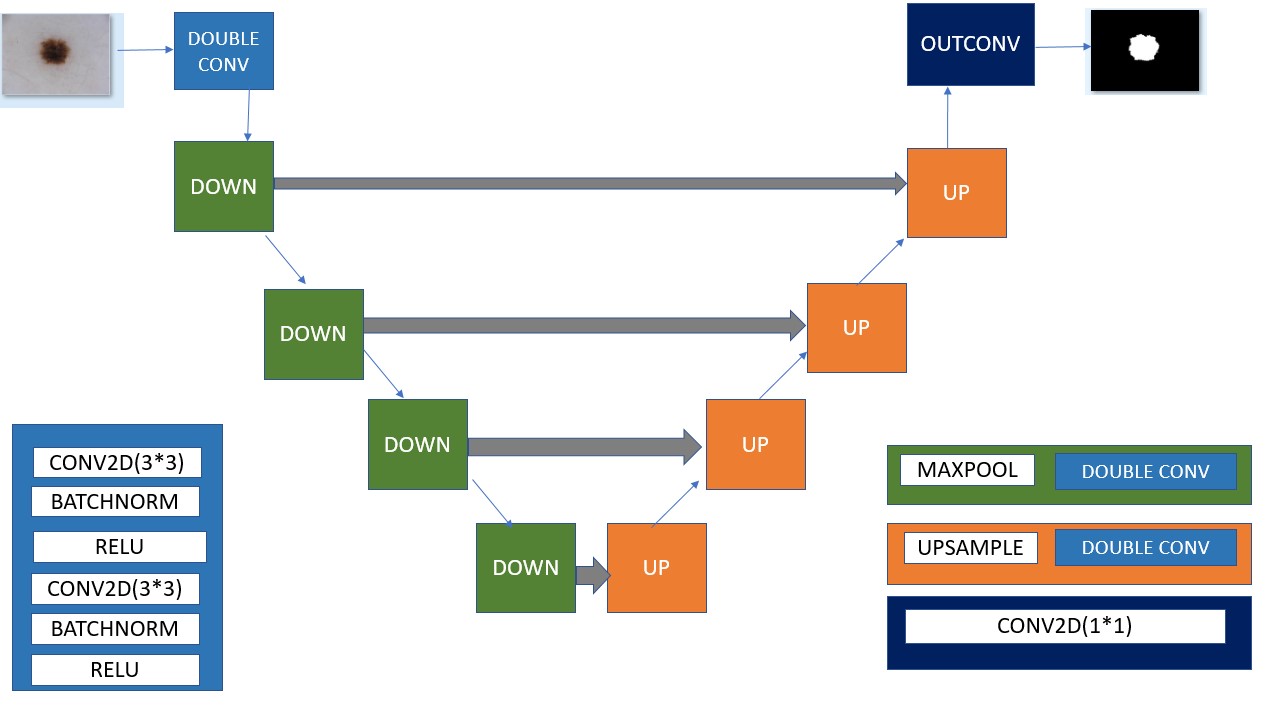 DOUBLE
CONV
OUTCONV
DOWN
UP
DOWN
UP
DOWN
UP
DOWN
UP
CONV2D(3*3)
BATCHNORM
RELU
CONV2D(3*3)
BATCHNORM
RELU
MAXPOOL DOUBLE CONV
UPSAMPLE DOUBLE CONV
CONV2D(1*1)